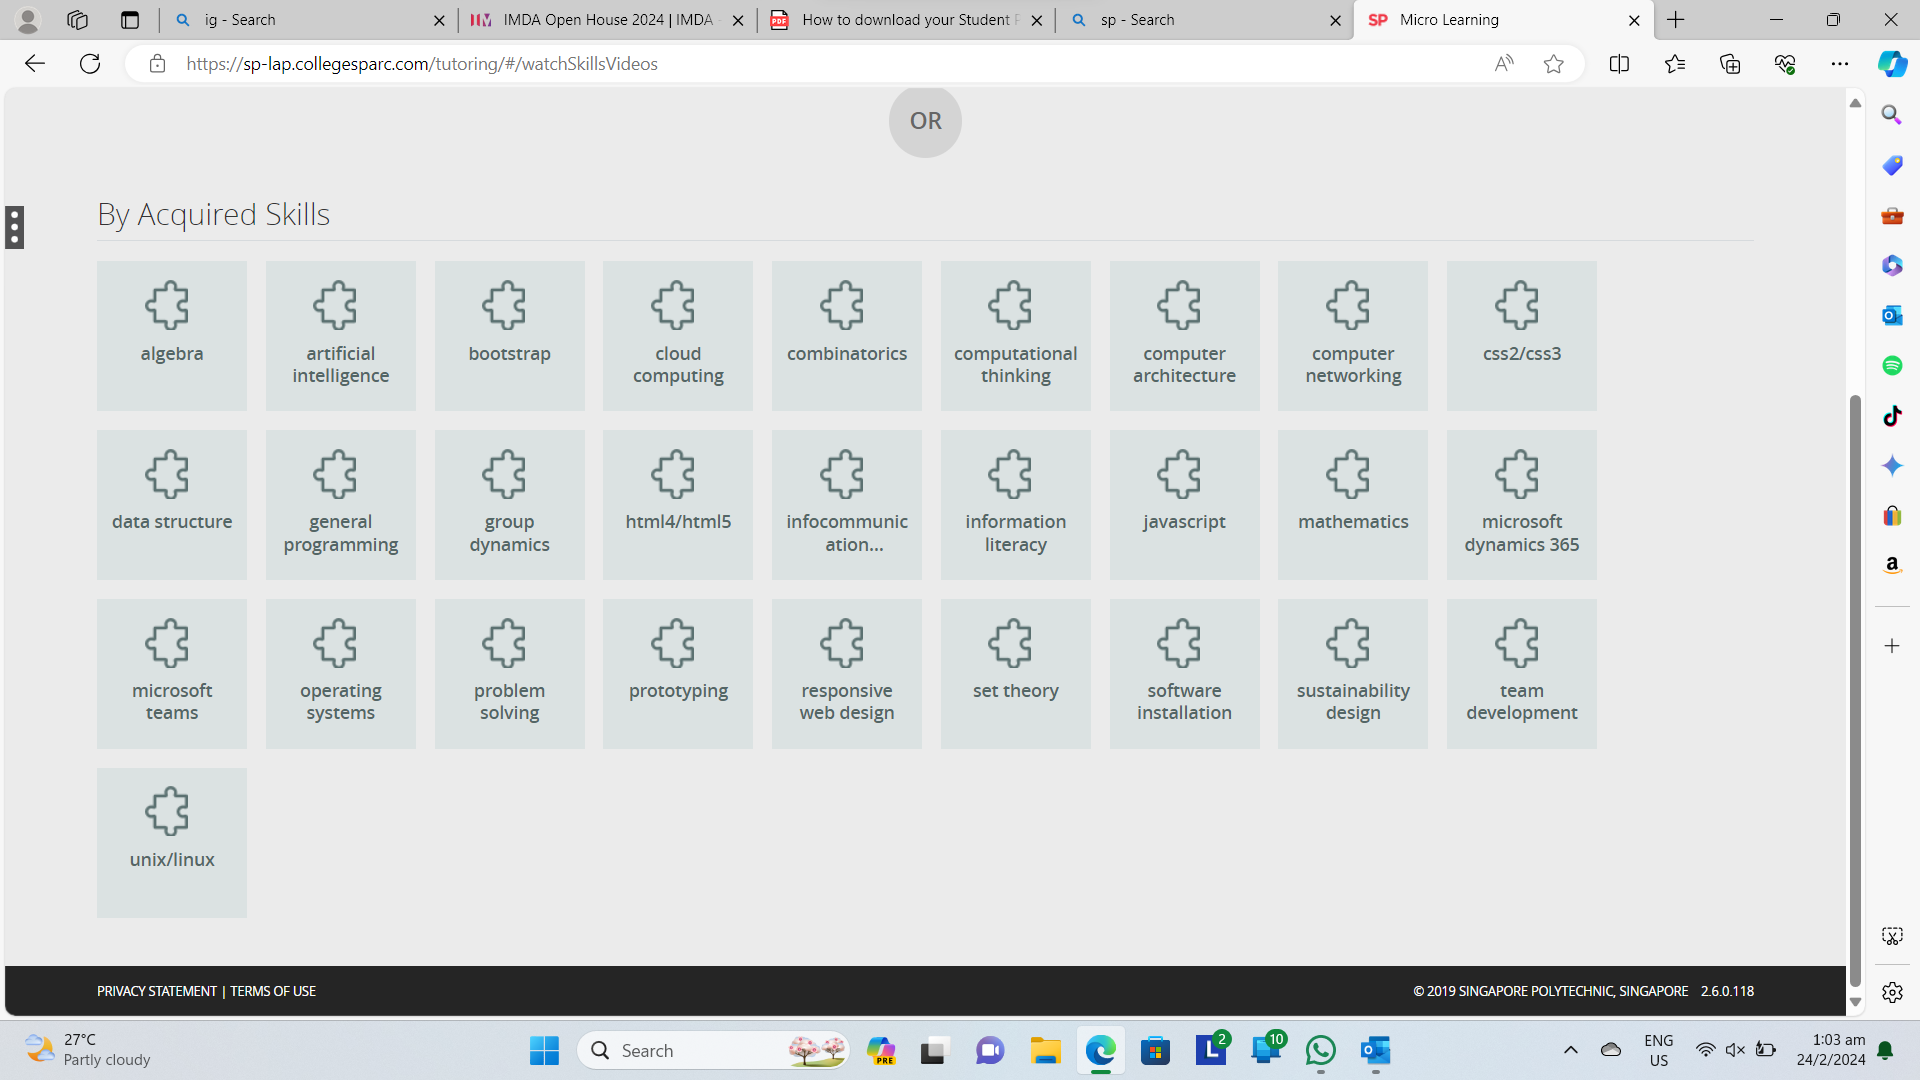 ig - Search
IMDA Open House 2024 | IMDA
How to download your Student
sp - Search
SP Micro Learning
https://sp-lap.collegesparc.com/tutoring/#/watchSkillsVideos
OR
By Acquired Skills
algebra
artificial
intelligence
bootstrap
cloud
computing
combinatorics
computational
thinking
computer
architecture
computer
networking
css2/css3
data structure
general
programming
group
dynamics
html4/html5
infocommunic
ation...
information
literacy
javascript
mathematics
microsoft
dynamics 365
microsoft
teams
operating
systems
problem
solving
prototyping
responsive
web design
set theory
software
installation
sustainability
design
team
development
unix/linux
PRIVACY STATEMENT | TERMS OF USE
© 2019 SINGAPORE POLYTECHNIC, SINGAPORE 2.6.0.118
27°C
Partly cloudy
Search
PRE
L
2
10
ENG
US
1:03 am
24/2/2024